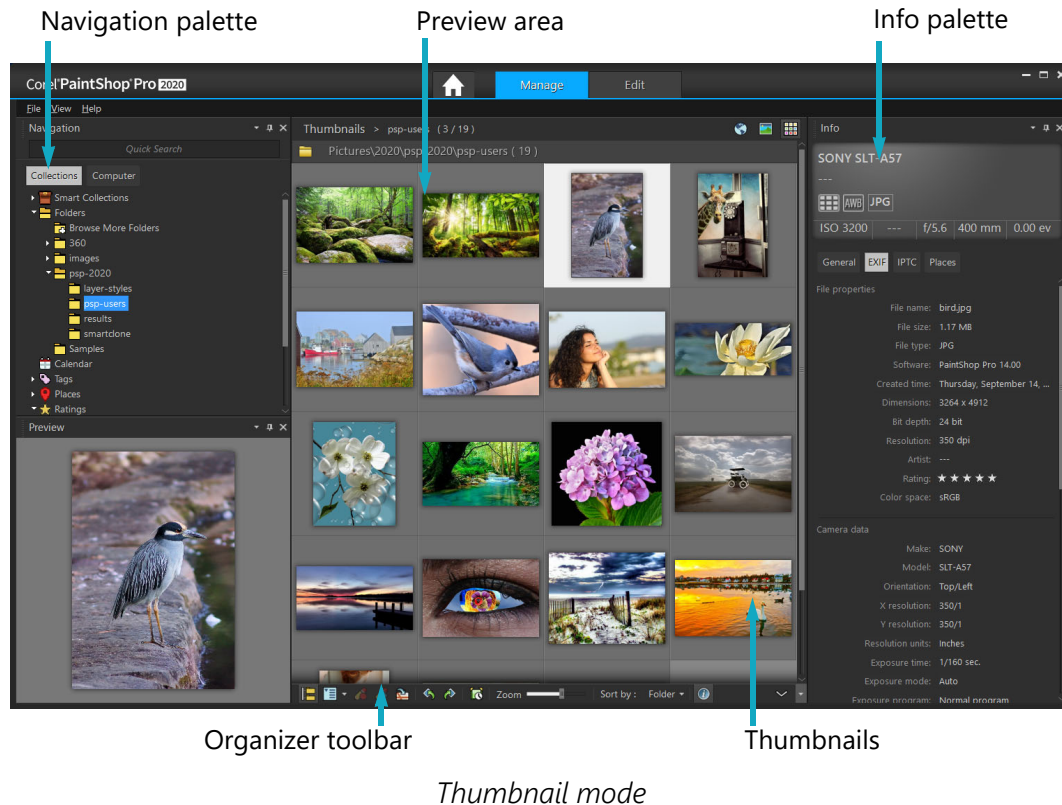 Navigation palette Preview area Info palette
Corel PaintShop Pro 2020 Manage Edit
File View Help
Navigation Thumbnails > psp-users (3 / 19) Info
Quick Search Pictures\2020\psp-2020\psp-users ( 19 )
SONY SLT-A57
Collections Computer ---
Smart Collections
Folders AWB JPG
Browse More Folders ISO 3200 --- f/5.6 400 mm 0.00 ev
360
images General EXIF IPTC Places
psp-2020
layer-styles File properties
psp-users File name: bird.jpg
results File size: 1.17 MB
smartclone File type: JPG
Samples Software: PaintShop Pro 14.00
Calendar Created time: Thursday, September 14, ...
Tags
Places Dimensions: 3264 x 4912
Ratings Bit depth: 24 bit
Preview Resolution: 350 dpi
Artist: ---
Rating: ★★★★★
Color space: sRGB
Camera data
Make: SONY
Model: SLT-A57
Orientation: Top/Left
X resolution: 350/1
Y resolution: 350/1
Resolution units: Inches
Exposure time: 1/160 sec.
Exposure mode: Auto
Zoom Sort by : Folder Exposure program: Normal program
Organizer toolbar Thumbnails
Thumbnail mode